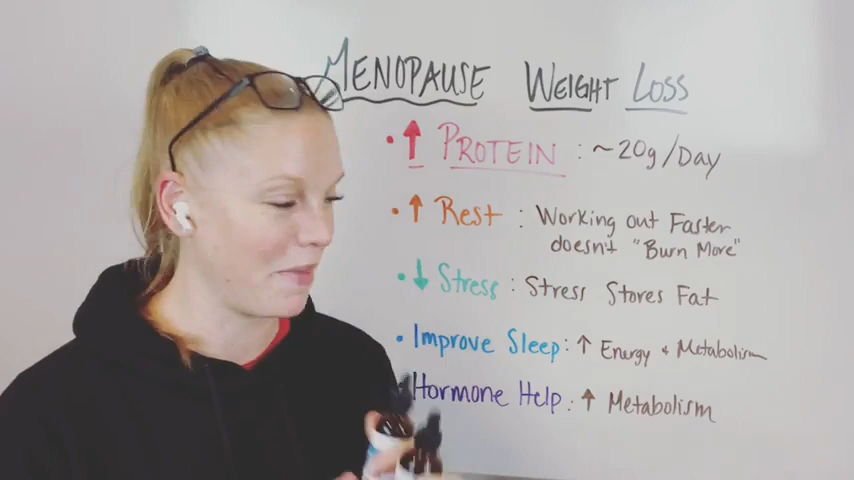 Menopause Weight Loss
• ↑ Protein : ~20g/Day
• ↑ Rest : Working out Faster
doesn't "Burn More"
• ↓ Stress : Stress Stores Fat
• Improve Sleep : ↑ Energy + Metabolism
Hormone Help : ↑ Metabolism